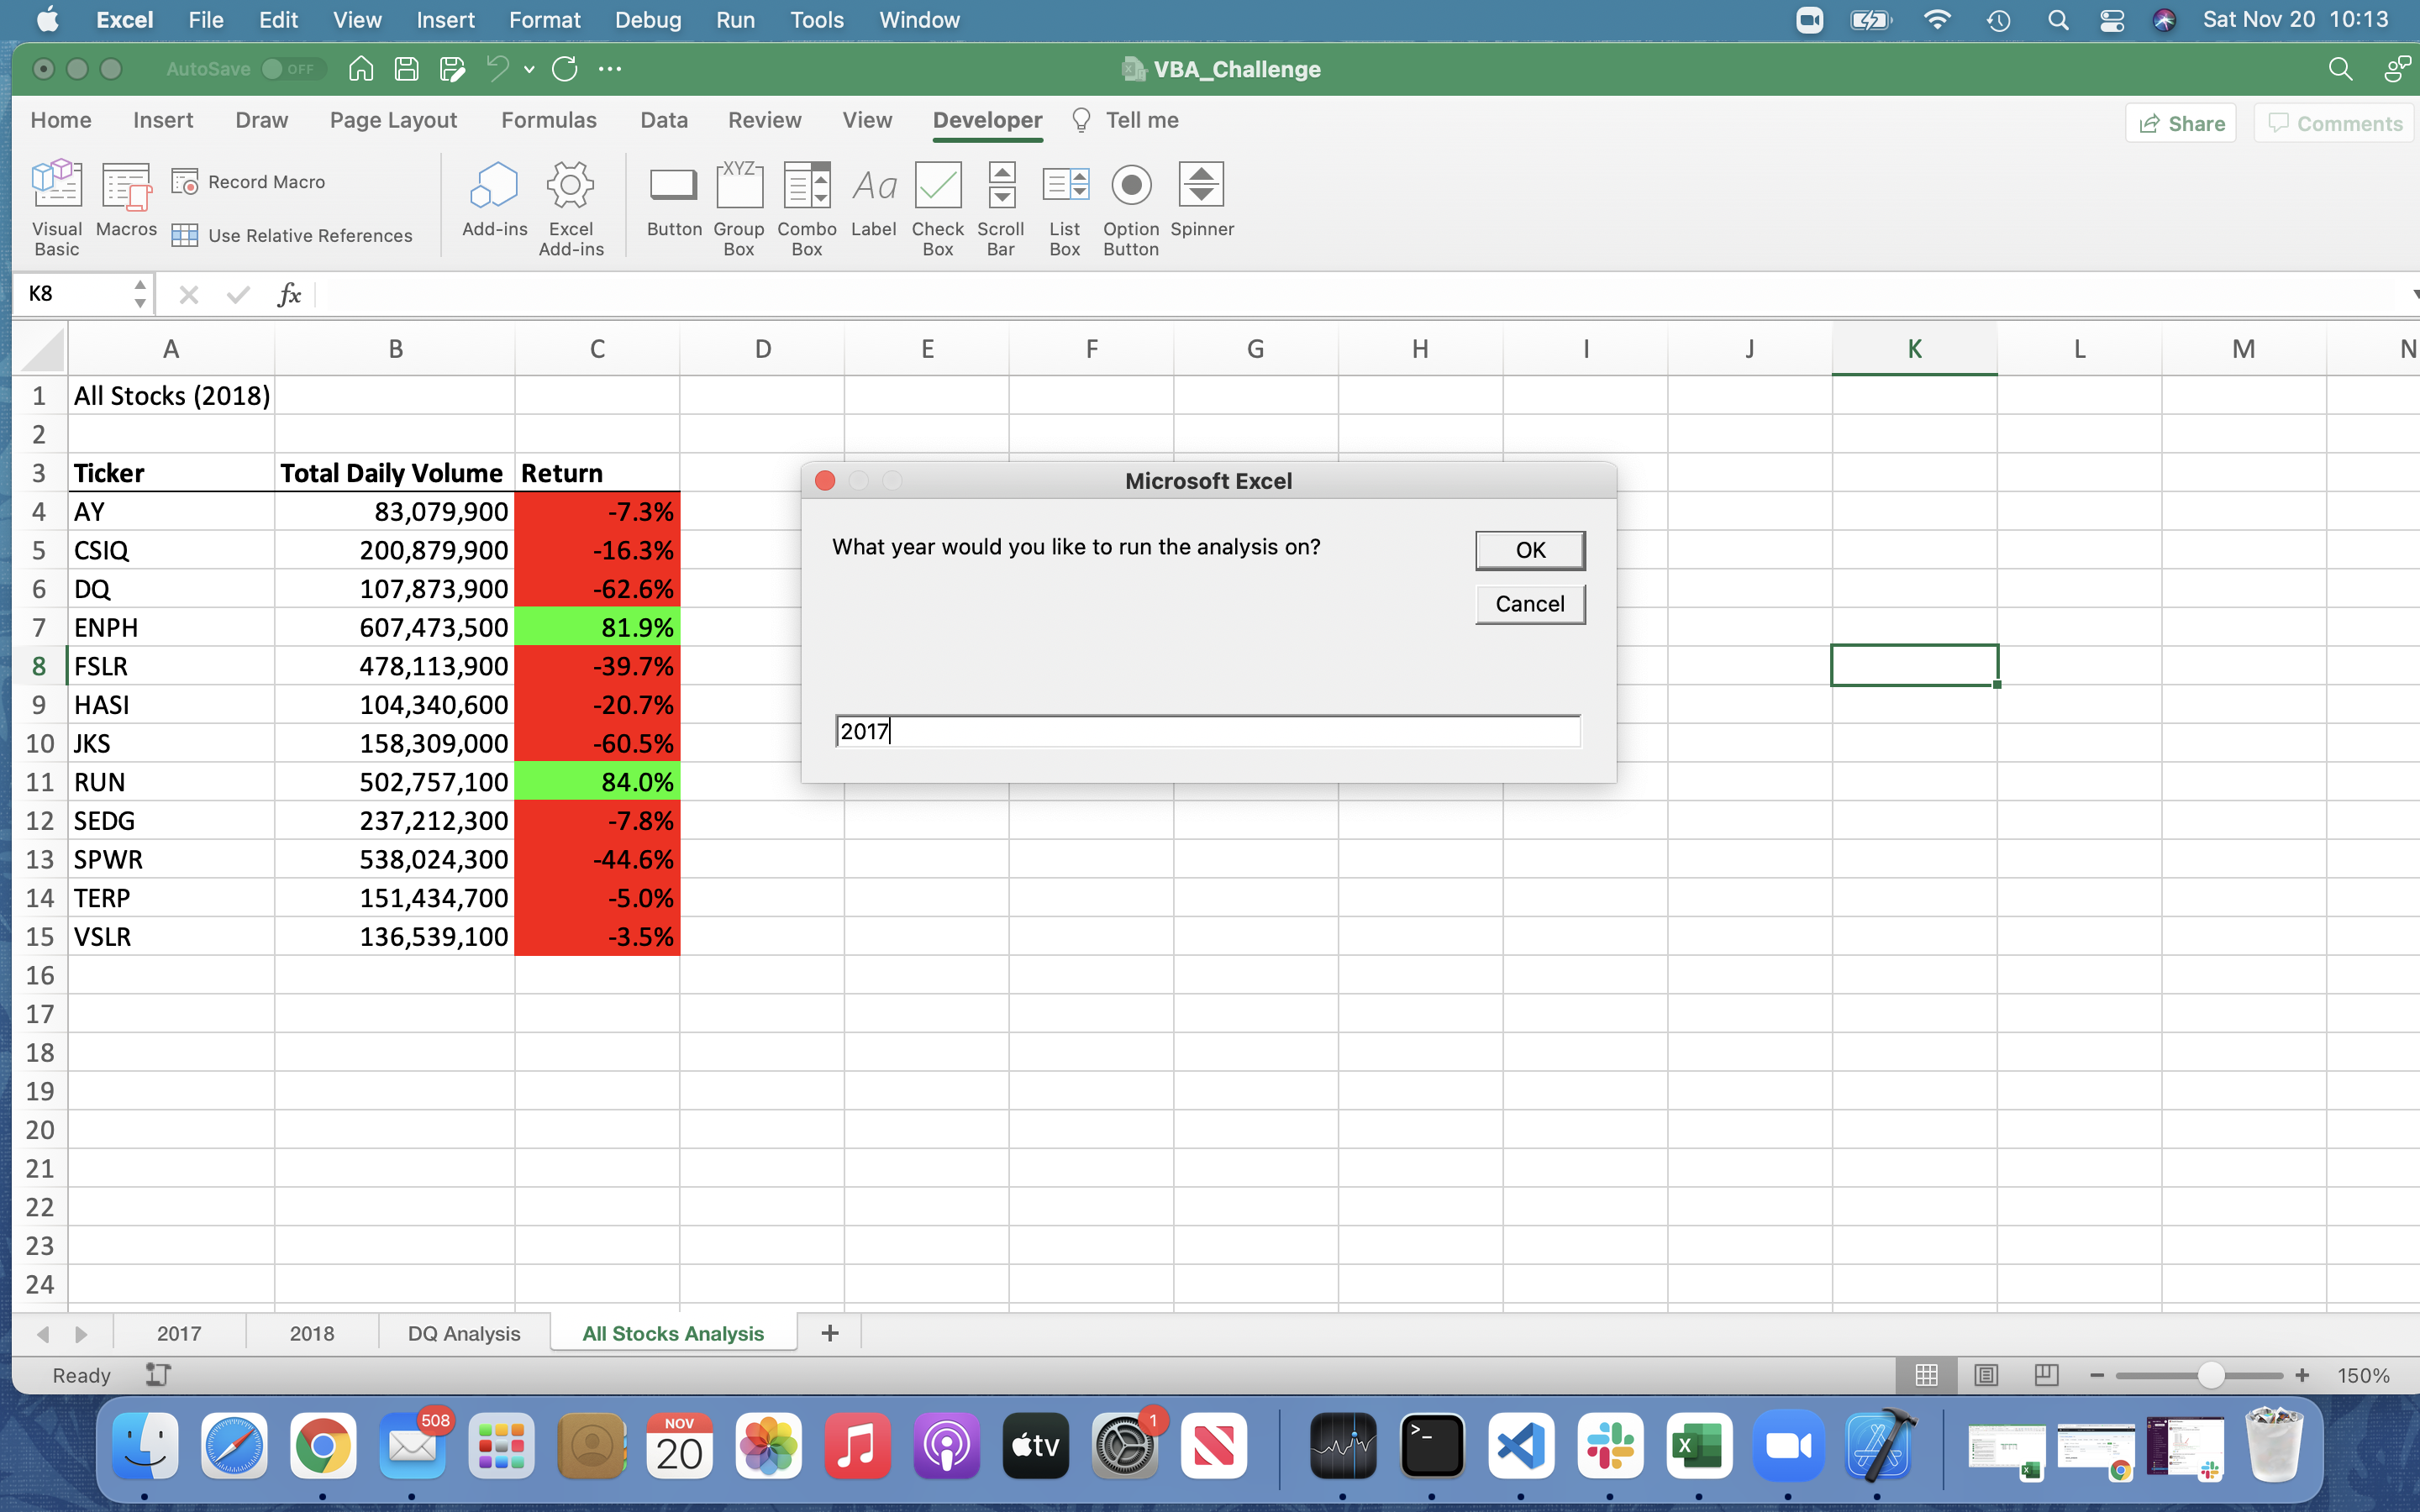 Excel File Edit View Insert Format Debug Run Tools Window Sat Nov 20 10:13
AutoSave OFF VBA_Challenge
Home Insert Draw Page Layout Formulas Data Review View Developer Tell me Share Comments
Visual Basic Macros Record Macro Use Relative References Add-ins Excel Add-ins Button XYZ Group Box Combo Box Aa Label Check Box Scroll Bar List Box Option Button Spinner
K8 fx
A B C D E F G H I J K L M N
1 All Stocks (2018)
2
3 Ticker Total Daily Volume Return
4 AY 83,079,900 -7.3%
5 CSIQ 200,879,900 -16.3%
6 DQ 107,873,900 -62.6%
7 ENPH 607,473,500 81.9%
8 FSLR 478,113,900 -39.7%
9 HASI 104,340,600 -20.7%
10 JKS 158,309,000 -60.5%
11 RUN 502,757,100 84.0%
12 SEDG 237,212,300 -7.8%
13 SPWR 538,024,300 -44.6%
14 TERP 151,434,700 -5.0%
15 VSLR 136,539,100 -3.5%
16
17
18
19
20
21
22
23
24
Microsoft Excel
What year would you like to run the analysis on?
OK
Cancel
2017
2017 2018 DQ Analysis All Stocks Analysis +
Ready 150%
508 NOV 20 tv 1 >_ X